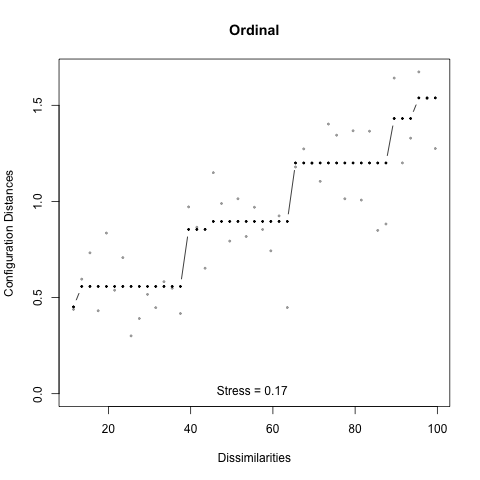 Ordinal
Configuration Distances
1.5
1.0
0.5
0.0
Stress = 0.17
20 40 60 80 100
Dissimilarities